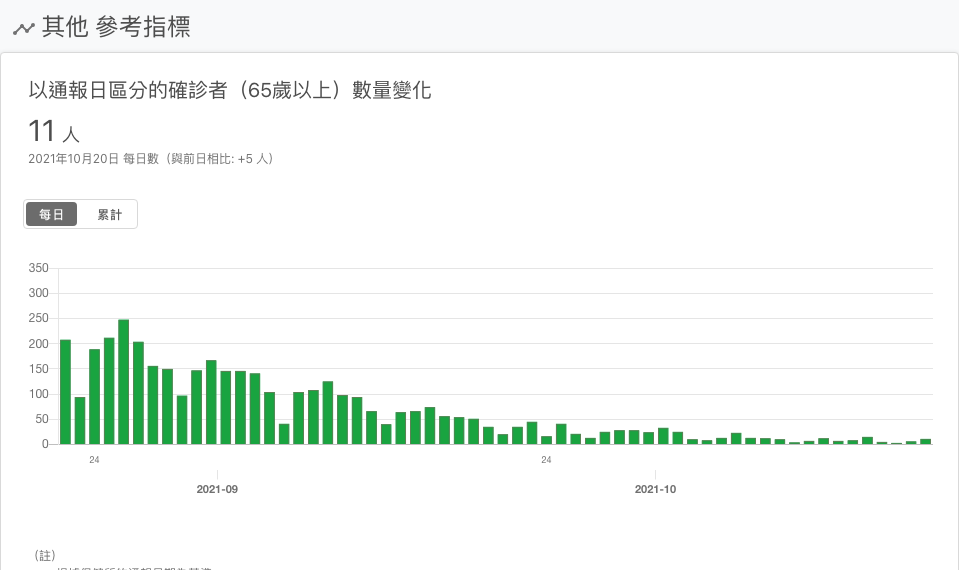 其他 參考指標
以通報日區分的確診者（65歲以上）數量變化
11 人
2021年10月20日 每日數（與前日相比: +5 人）
每日 累計
350
300
250
200
150
100
50
0
24 24
2021-09 2021-10
（註）